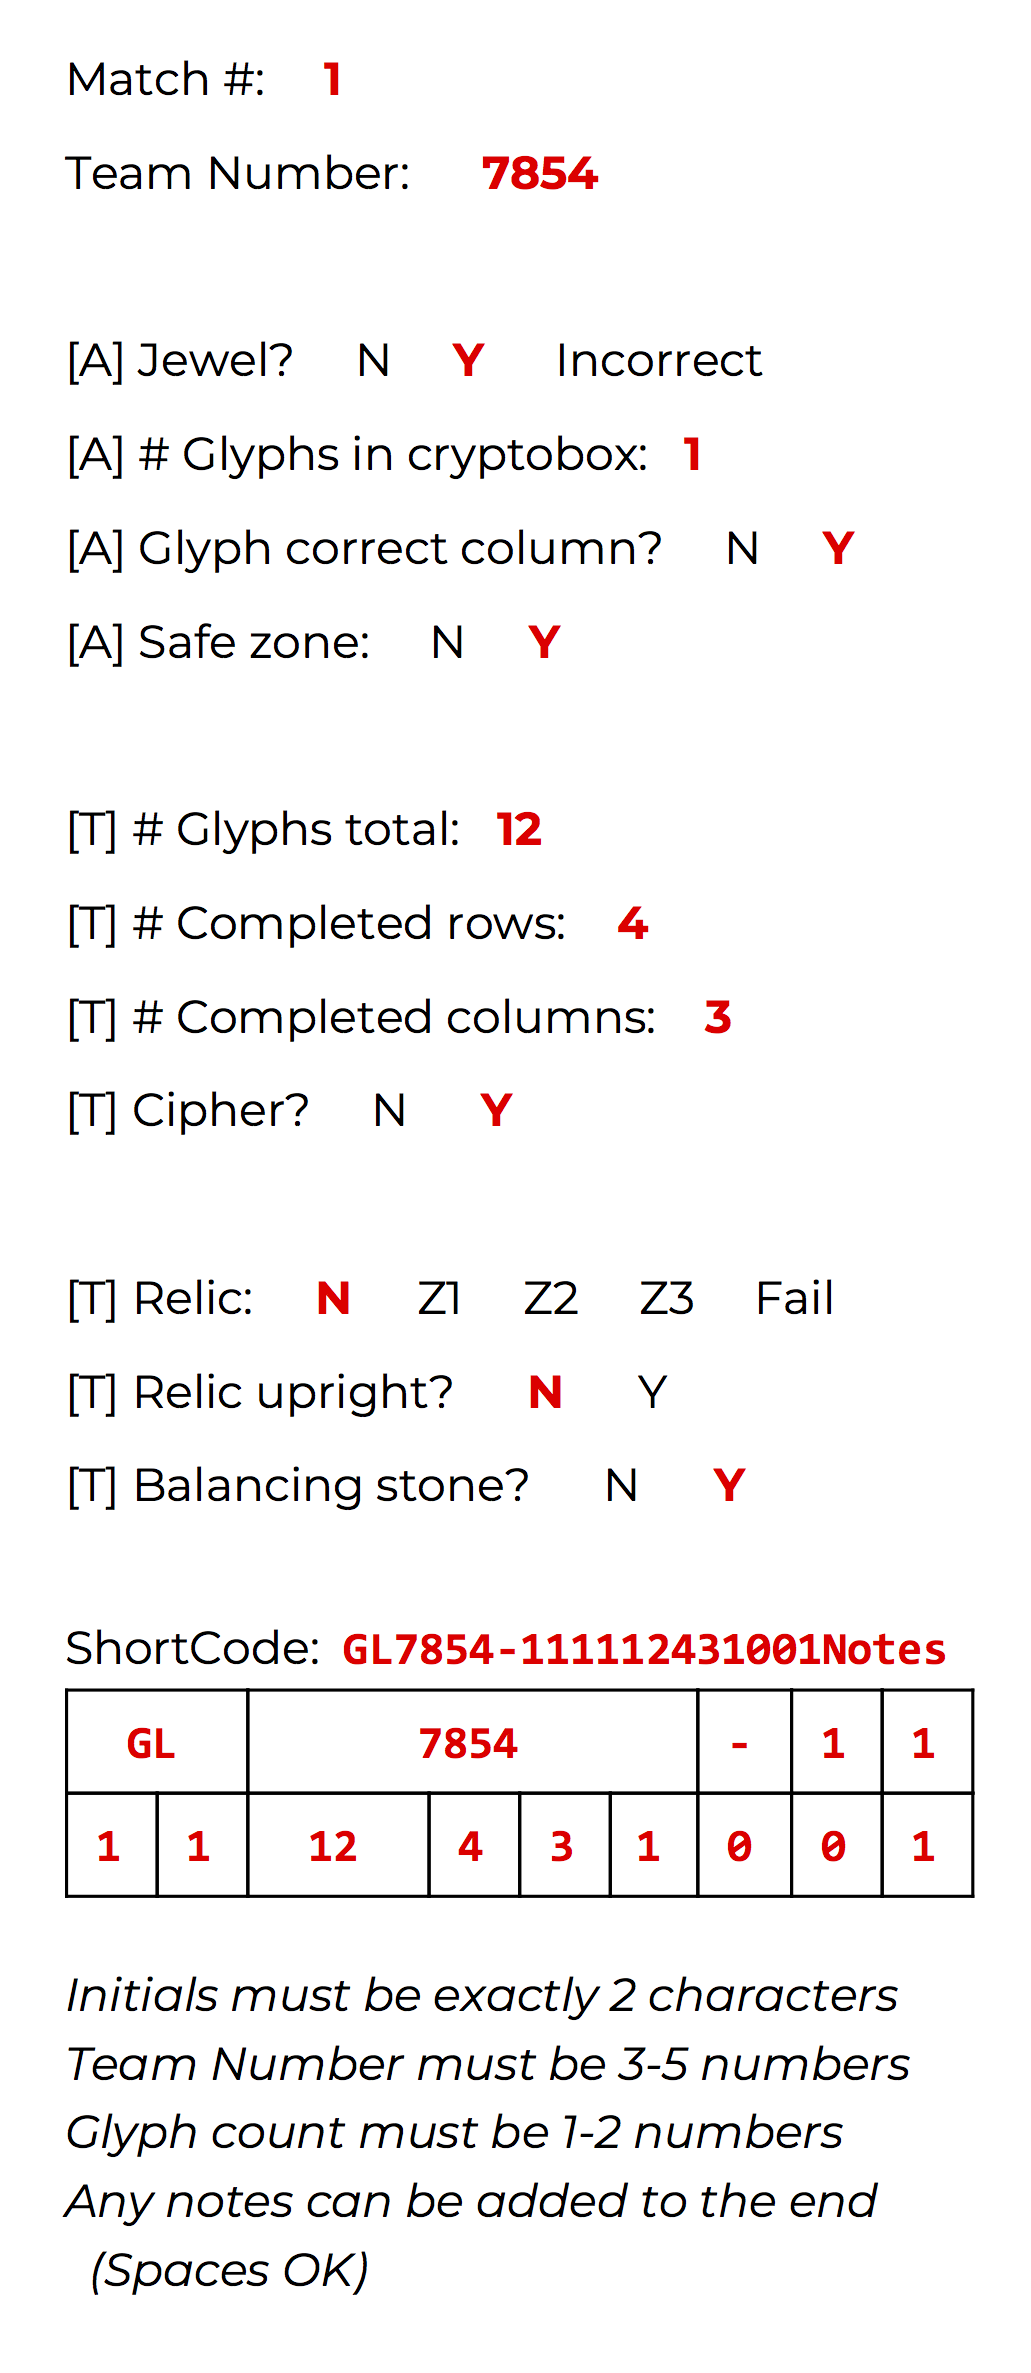 Match #: 1
Team Number: 7854
[A] Jewel? N Y Incorrect
[A] # Glyphs in cryptobox: 1
[A] Glyph correct column? N Y
[A] Safe zone: N Y
[T] # Glyphs total: 12
[T] # Completed rows: 4
[T] # Completed columns: 3
[T] Cipher? N Y
[T] Relic: N Z1 Z2 Z3 Fail
[T] Relic upright? N Y
[T] Balancing stone? N Y
ShortCode: GL7854-111112431001Notes
GL 7854 - 1 1
1 1 12 4 3 1 0 0 1
Initials must be exactly 2 characters
Team Number must be 3-5 numbers
Glyph count must be 1-2 numbers
Any notes can be added to the end
(Spaces OK)